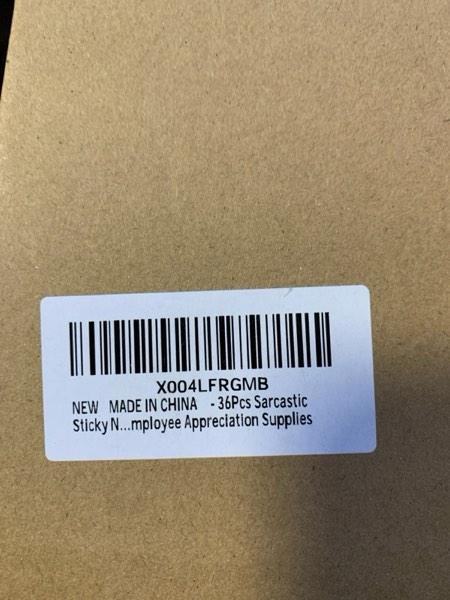 X004LFRGMB
NEW MADE IN CHINA - 36Pcs Sarcastic
Sticky N...mployee Appreciation Supplies